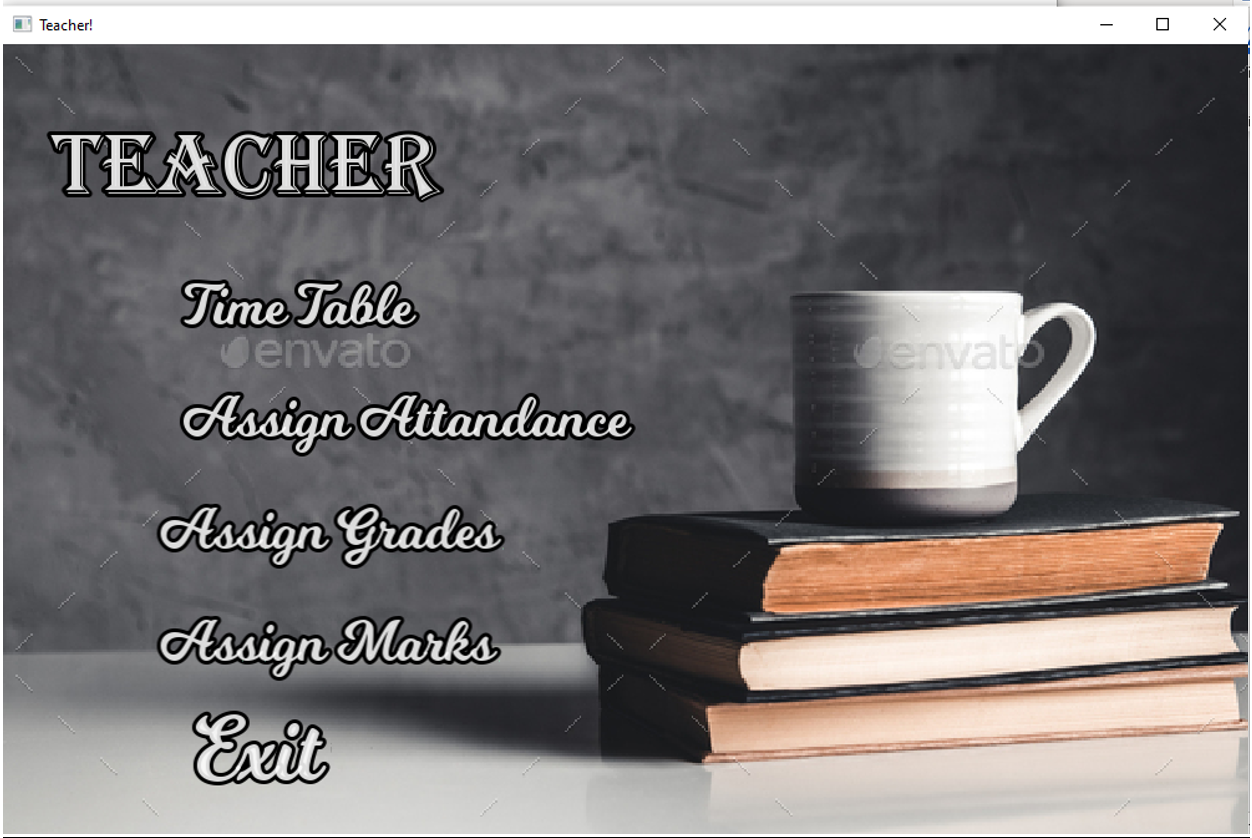 Teacher!
TEACHER
Time Table
envato envato
Assign Attandance
Assign Grades
Assign Marks
Exit